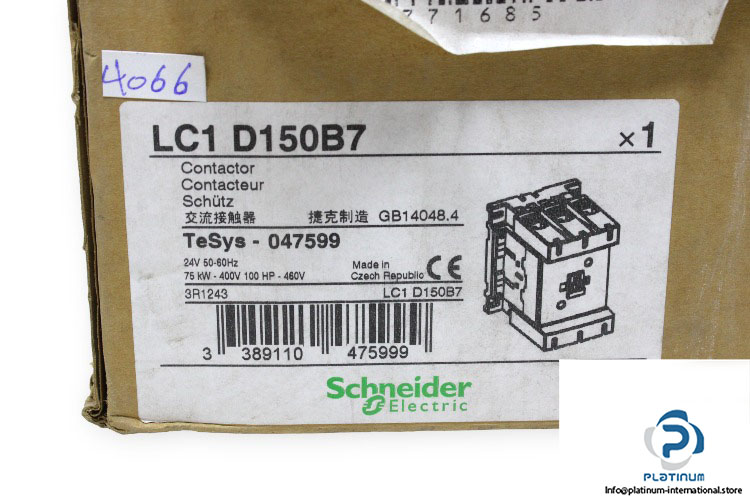 771685
4066
LC1 D150B7 ×1
Contactor
Contacteur
Schütz
交流接触器 捷克制造 GB14048.4
TeSys - 047599
24V 50-60Hz
75 kW - 400V 100 HP - 460V
Made in
Czech Republic CE
3R1243 LC1 D150B7
3 389110 475999
Schneider
Electric
PLATINUM
Info@platinum-international.store